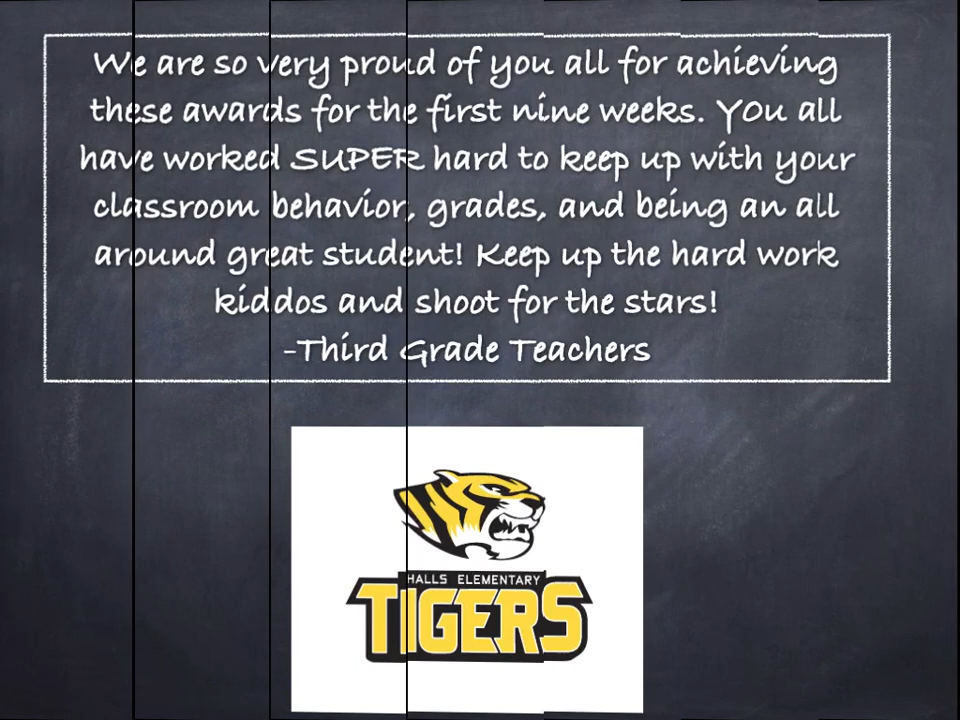 We are so very proud of you all for achieving
these awards for the first nine weeks. YOu all
have worked SUPER hard to keep up with your
classroom behavior, grades, and being an all
around great student! Keep up the hard work
kiddos and shoot for the stars!
-Third Grade Teachers
HALLS ELEMENTARY
TIGERS